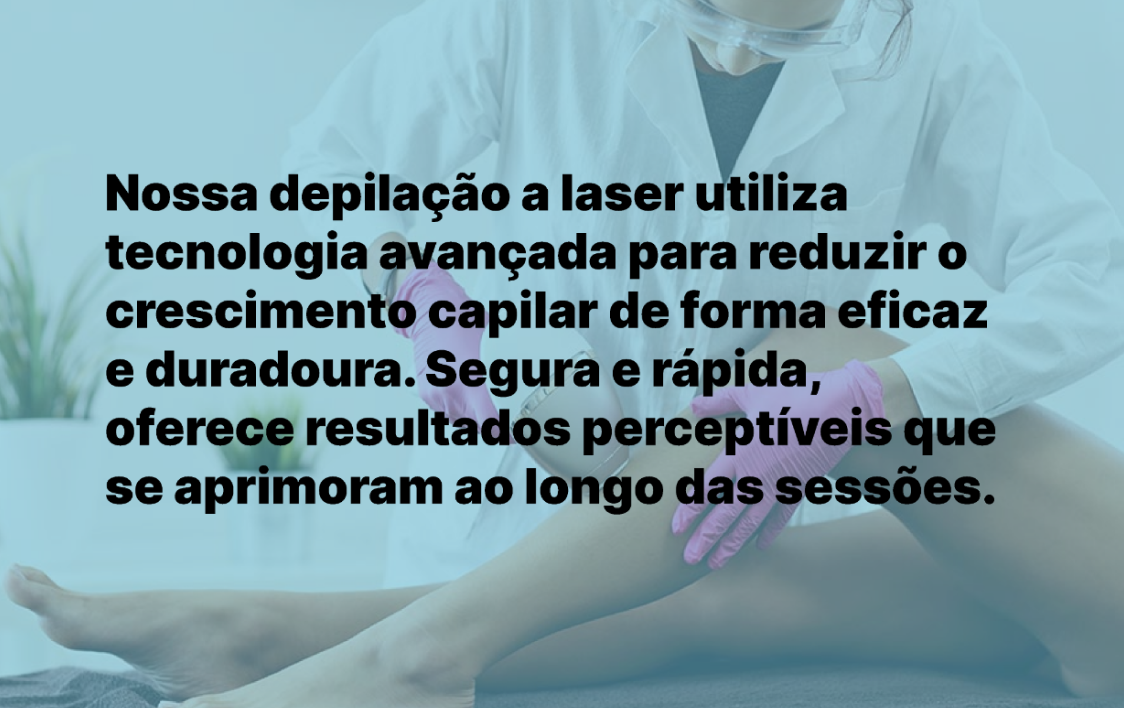 Nossa depilação a laser utiliza
tecnologia avançada para reduzir o
crescimento capilar de forma eficaz
e duradoura. Segura e rápida,
oferece resultados perceptíveis que
se aprimoram ao longo das sessões.